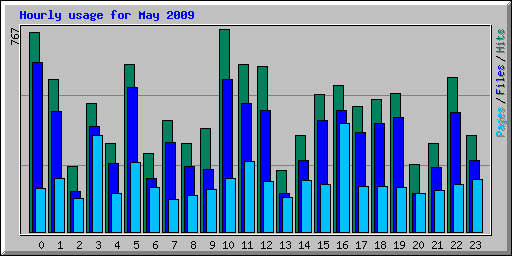 Hourly usage for May 2009
767
Pages / Files / Hits
0 1 2 3 4 5 6 7 8 9 10 11 12 13 14 15 16 17 18 19 20 21 22 23